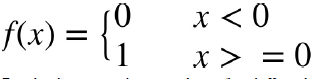 f(x) = { 0 x < 0
1 x > = 0